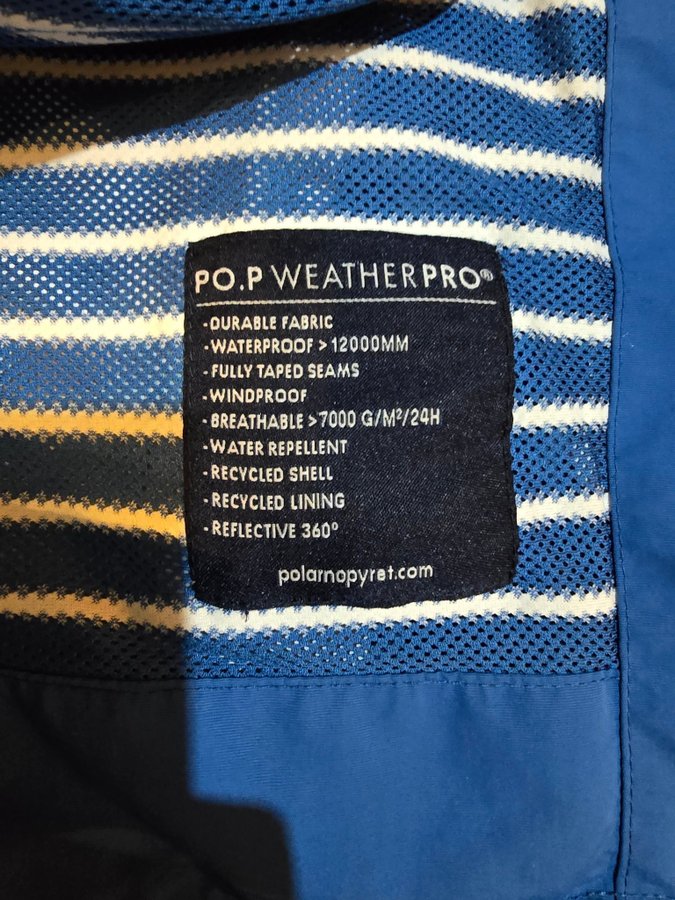 PO.P WEATHERPRO®
-DURABLE FABRIC
-WATERPROOF > 12000MM
-FULLY TAPED SEAMS
-WINDPROOF
-BREATHABLE >7000 G/M²/24H
-WATER REPELLENT
-RECYCLED SHELL
-RECYCLED LINING
-REFLECTIVE 360°
polarnopyret.com